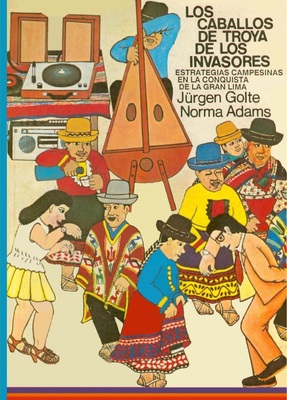 LOS
CABALLOS
DE TROYA
DE LOS
INVASORES
ESTRATEGIAS CAMPESINAS
EN LA CONQUISTA
DE LA GRAN LIMA
Jürgen Golte
Norma Adams